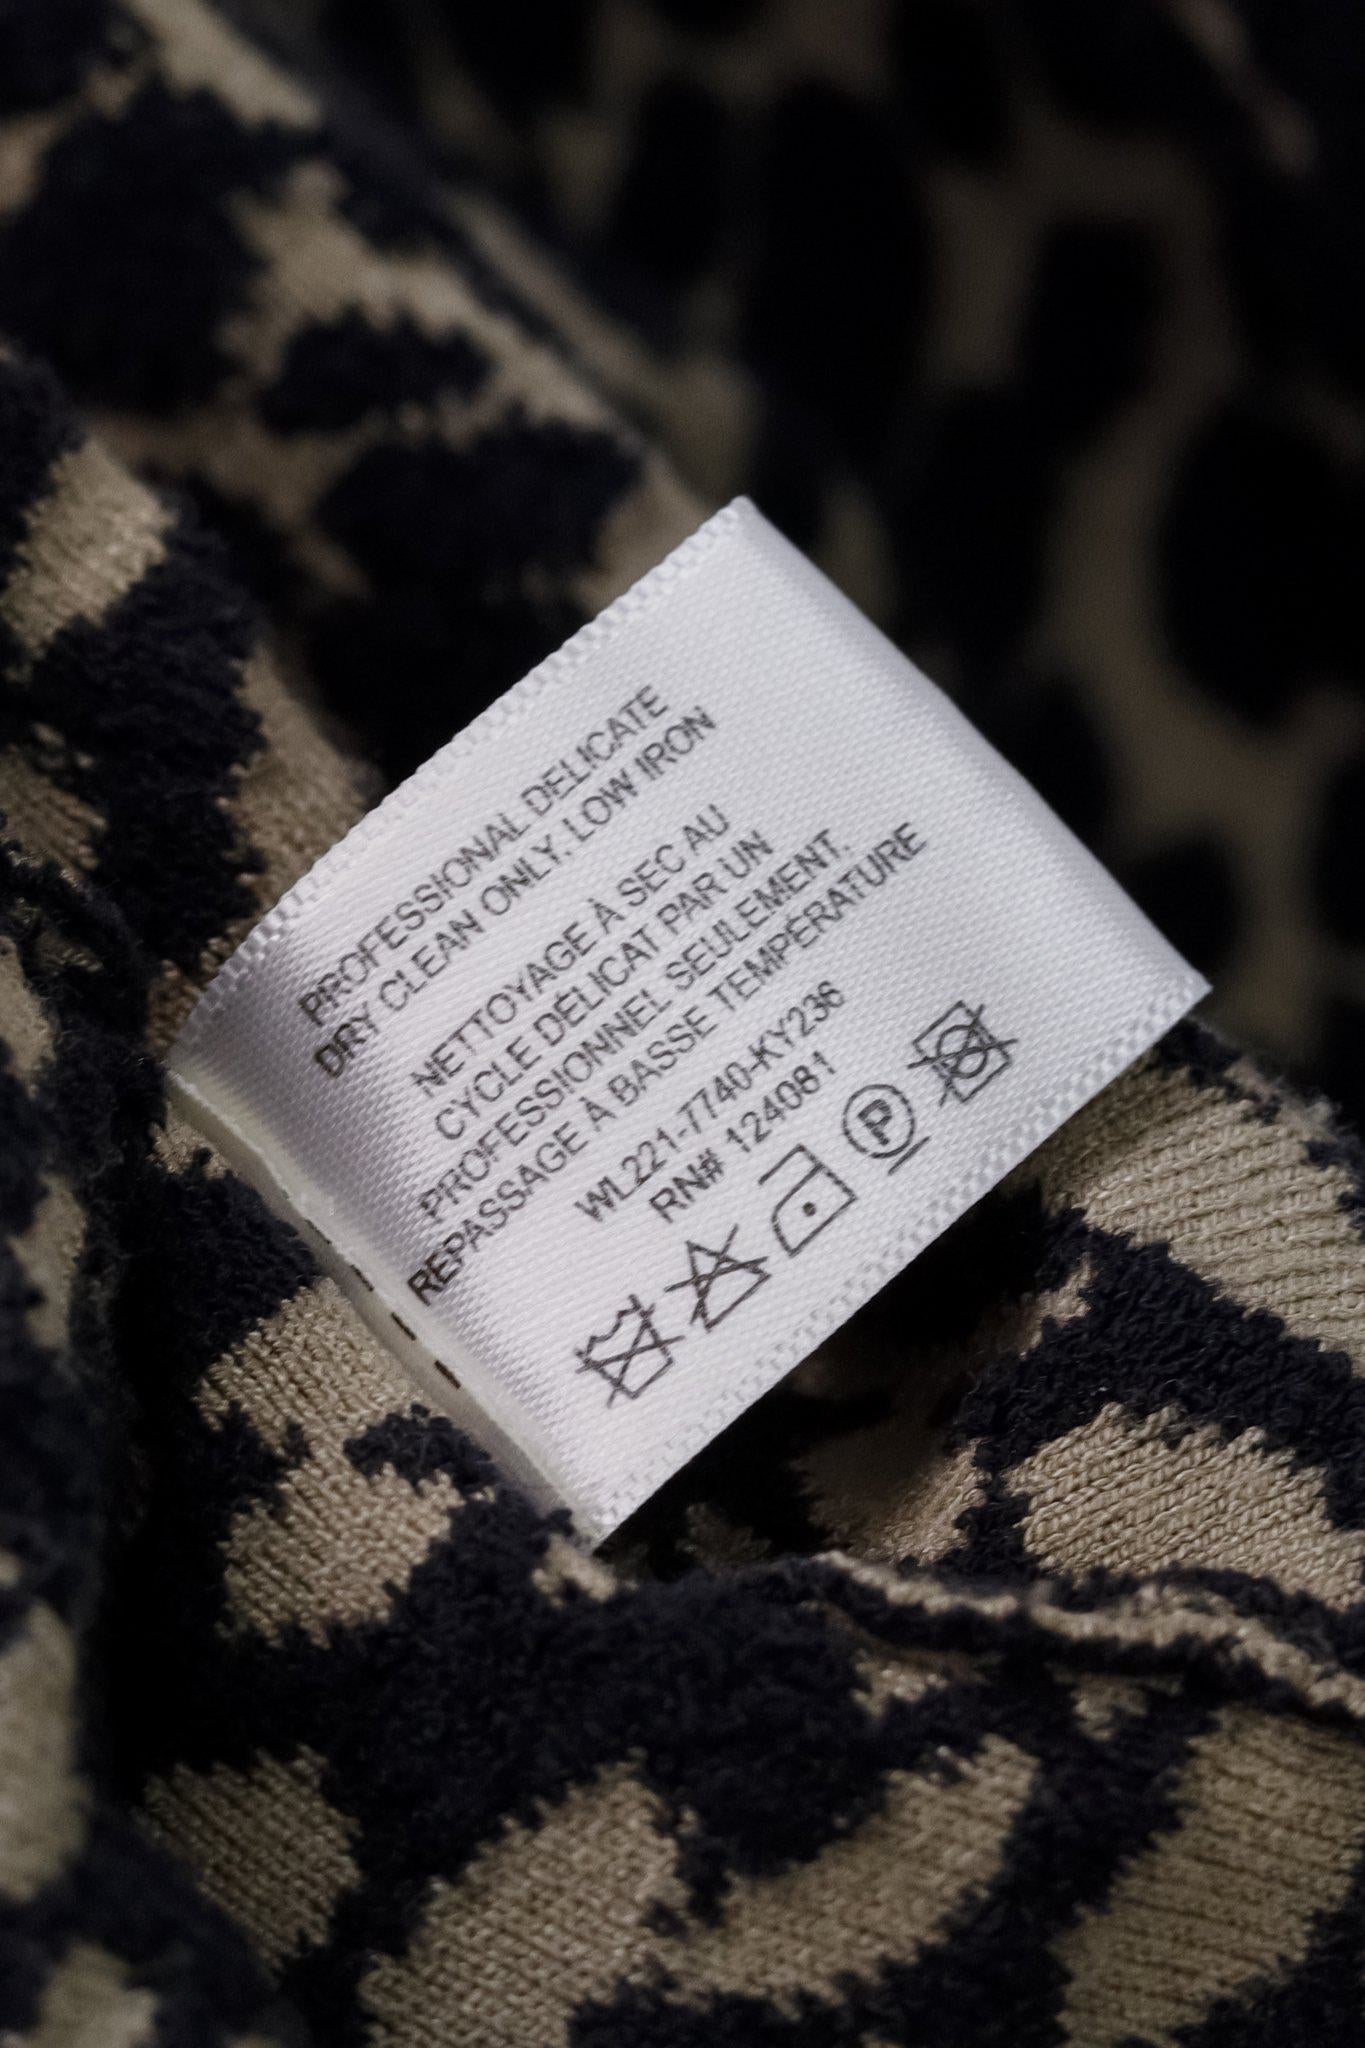 PROFESSIONAL DELICATE
DRY CLEAN ONLY. LOW IRON
NETTOYAGE À SEC AU
CYCLE DÉLICAT PAR UN
PROFESSIONNEL SEULEMENT.
REPASSAGE À BASSE TEMPÉRATURE
WL221-7740-KY236
RN# 124081
P